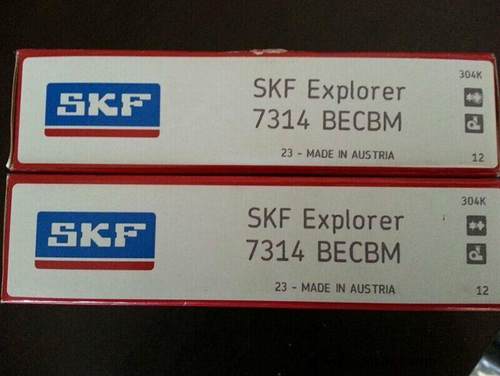 SKF
SKF Explorer
7314 BECBM
304K
23 - MADE IN AUSTRIA
12
SKF
SKF Explorer
7314 BECBM
304K
23 - MADE IN AUSTRIA
12